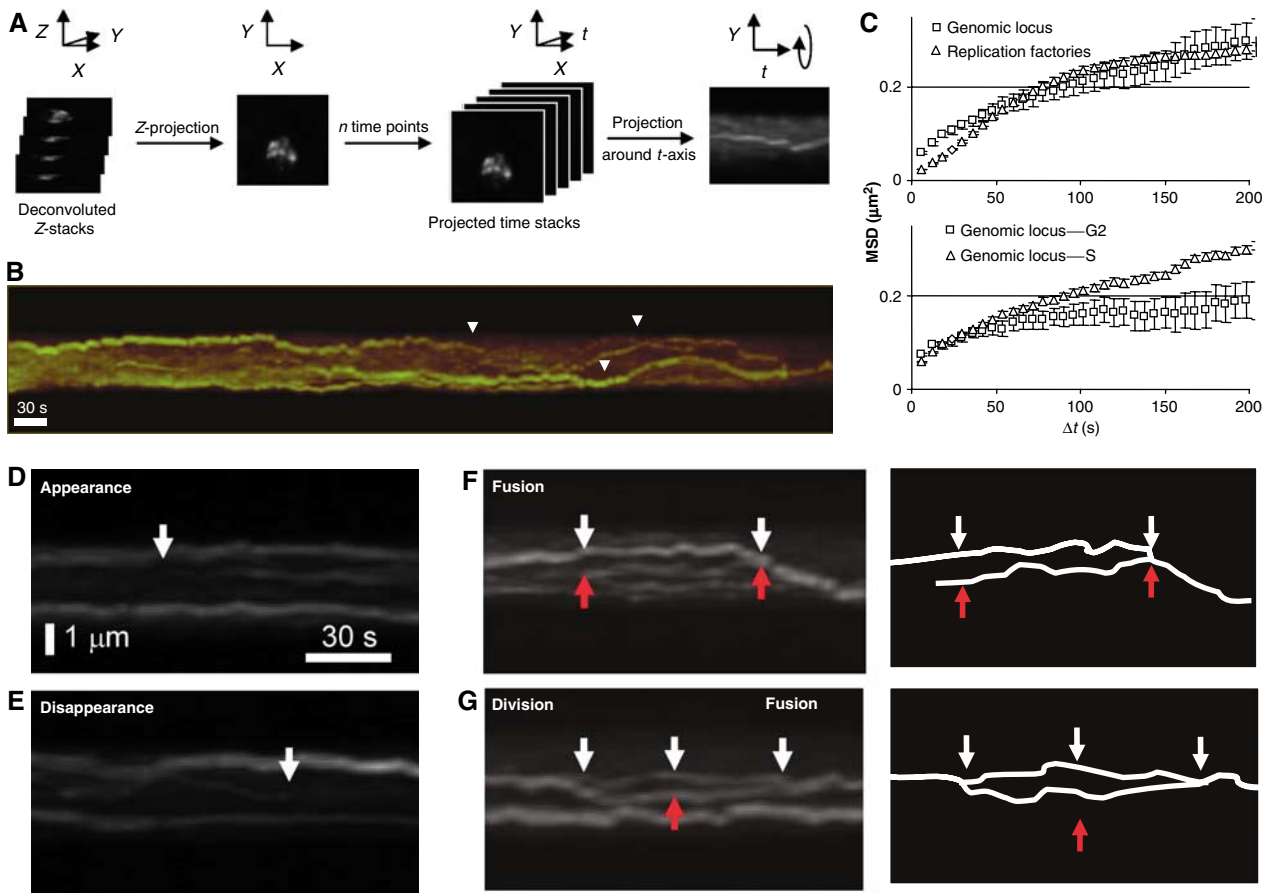 A
Z
Y
X
Y
X
Y
t
X
Y
t
Z-projection
n time points
Projection
around t-axis
Deconvoluted
Z-stacks
Projected time stacks
B
30 s
C
Genomic locus
Replication factories
0.2
0
0 50 100 150 200
MSD (μm²)
Genomic locus—G2
Genomic locus—S
0.2
0
0 50 100 150 200
Δt (s)
D
Appearance
1 μm
30 s
E
Disappearance
F
Fusion
G
Division Fusion